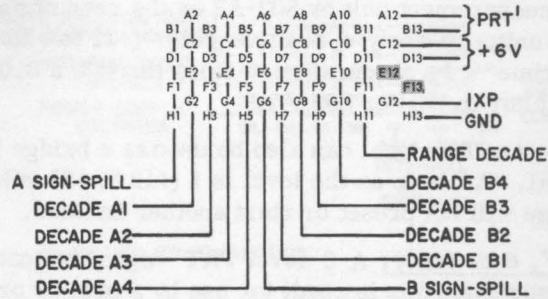 A2 A4 A6 A8 A10 A12 PRT'
B1 B3 B5 B7 B9 B11 B13
C2 C4 C6 C8 C10 C12 +6V
D1 D3 D5 D7 D9 D11 D13
E2 E4 E6 E8 E10 E12
F1 F3 F5 F7 F9 F11 F13
G2 G4 G6 G8 G10 G12 IXP
H1 H3 H5 H7 H9 H11 H13 GND
RANGE DECADE
A SIGN-SPILL DECADE B4
DECADE A1 DECADE B3
DECADE A2 DECADE B2
DECADE A3 DECADE B1
DECADE A4 B SIGN-SPILL